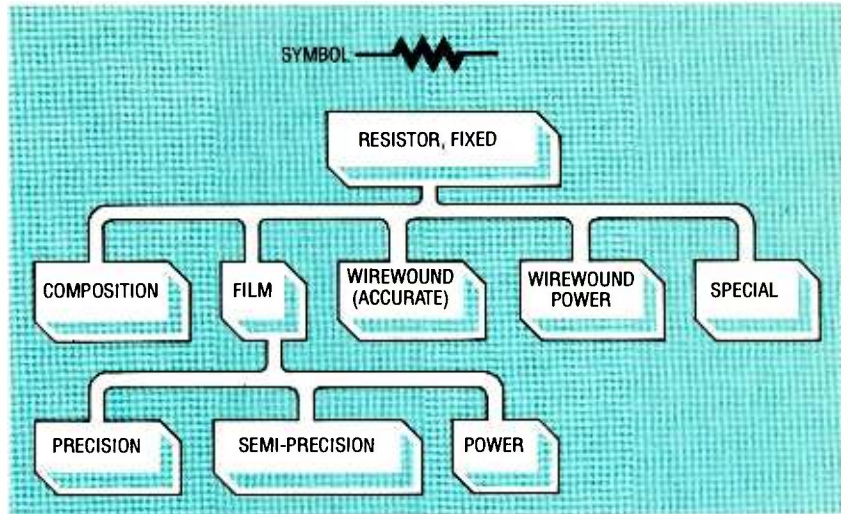 SYMBOL
RESISTOR, FIXED
COMPOSITION
FILM
WIREWOUND
(ACCURATE)
WIREWOUND
POWER
SPECIAL
PRECISION
SEMI-PRECISION
POWER